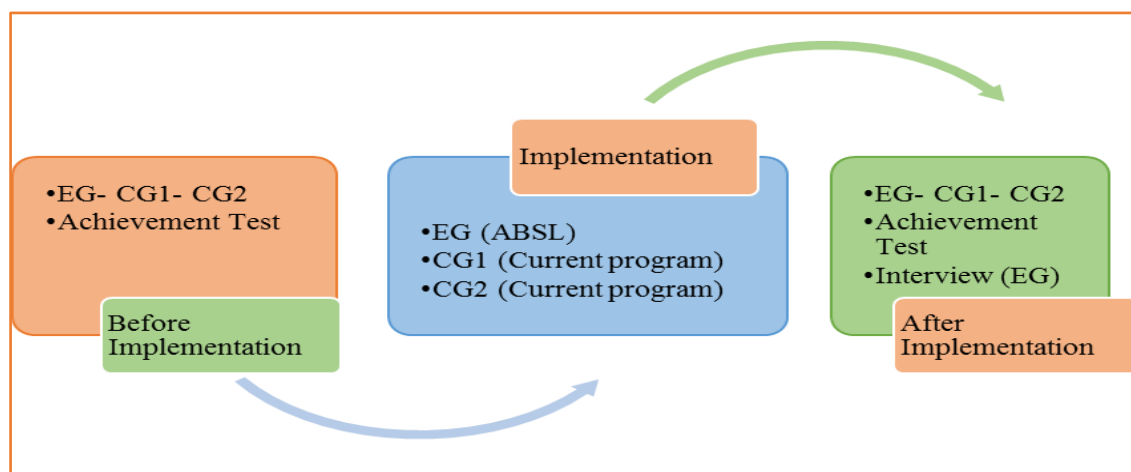 •EG- CG1- CG2
•Achievement Test
Before
Implementation
Implementation
•EG (ABSL)
•CG1 (Current program)
•CG2 (Current program)
•EG- CG1- CG2
•Achievement
Test
•Interview (EG)
After
Implementation